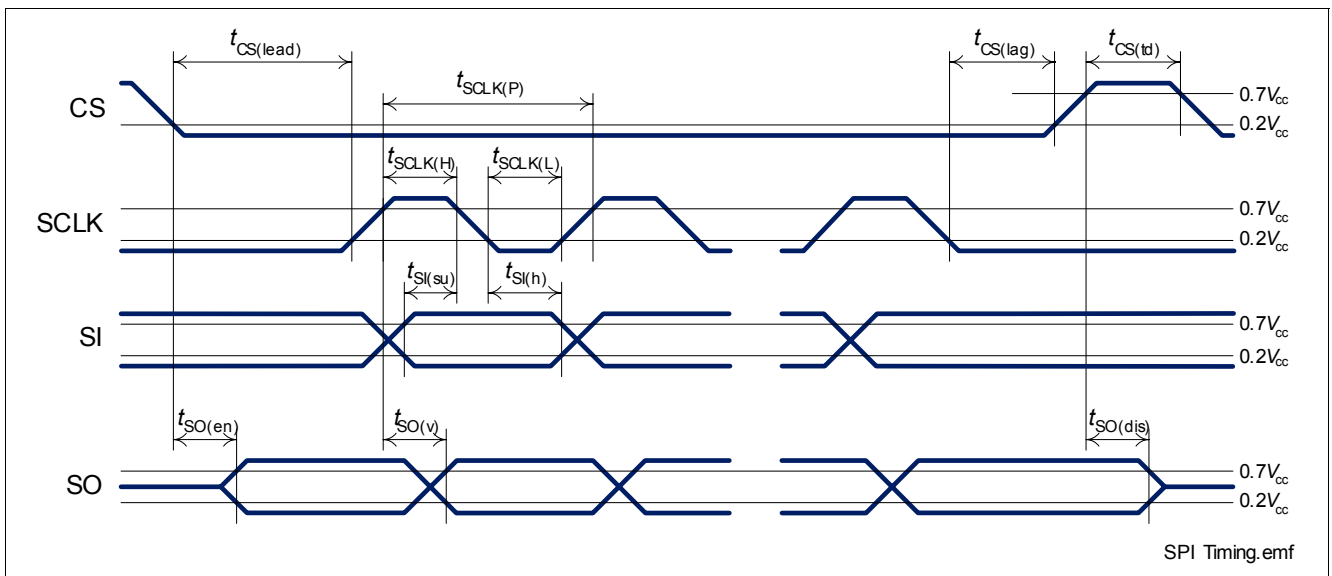 tCS(lead)
tCS(lag)
tCS(td)
tSCLK(P)
CS
0.7Vcc
0.2Vcc
tSCLK(H)
tSCLK(L)
SCLK
0.7Vcc
0.2Vcc
tSI(su)
tSI(h)
SI
0.7Vcc
0.2Vcc
tSO(en)
tSO(v)
tSO(dis)
SO
0.7Vcc
0.2Vcc
SPI Timing.emf